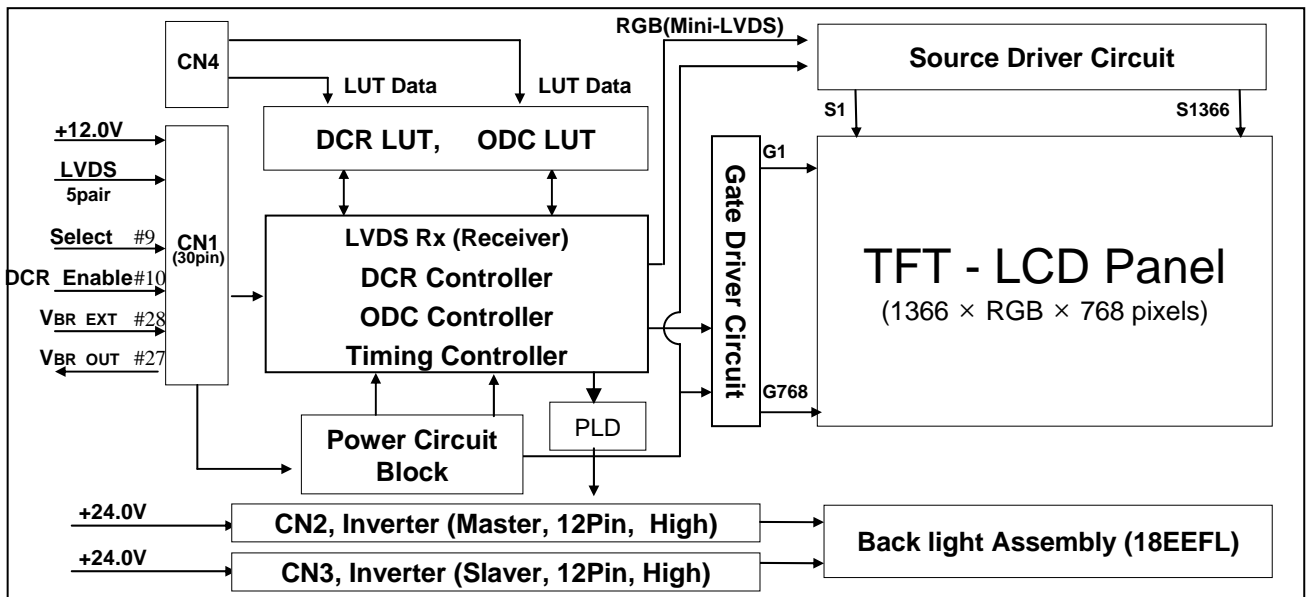 RGB(Mini-LVDS)
CN4
Source Driver Circuit
LUT Data
LUT Data
S1
S1366
+12.0V
DCR LUT, ODC LUT
G1
LVDS
5pair
CN1
(30pin)
Select #9
DCR Enable#10
VBR EXT #28
VBR OUT #27
LVDS Rx (Receiver)
DCR Controller
ODC Controller
Timing Controller
Gate Driver Circuit
TFT - LCD Panel
(1366 × RGB × 768 pixels)
G768
PLD
Power Circuit
Block
+24.0V
CN2, Inverter (Master, 12Pin, High)
Back light Assembly (18EEFL)
+24.0V
CN3, Inverter (Slaver, 12Pin, High)